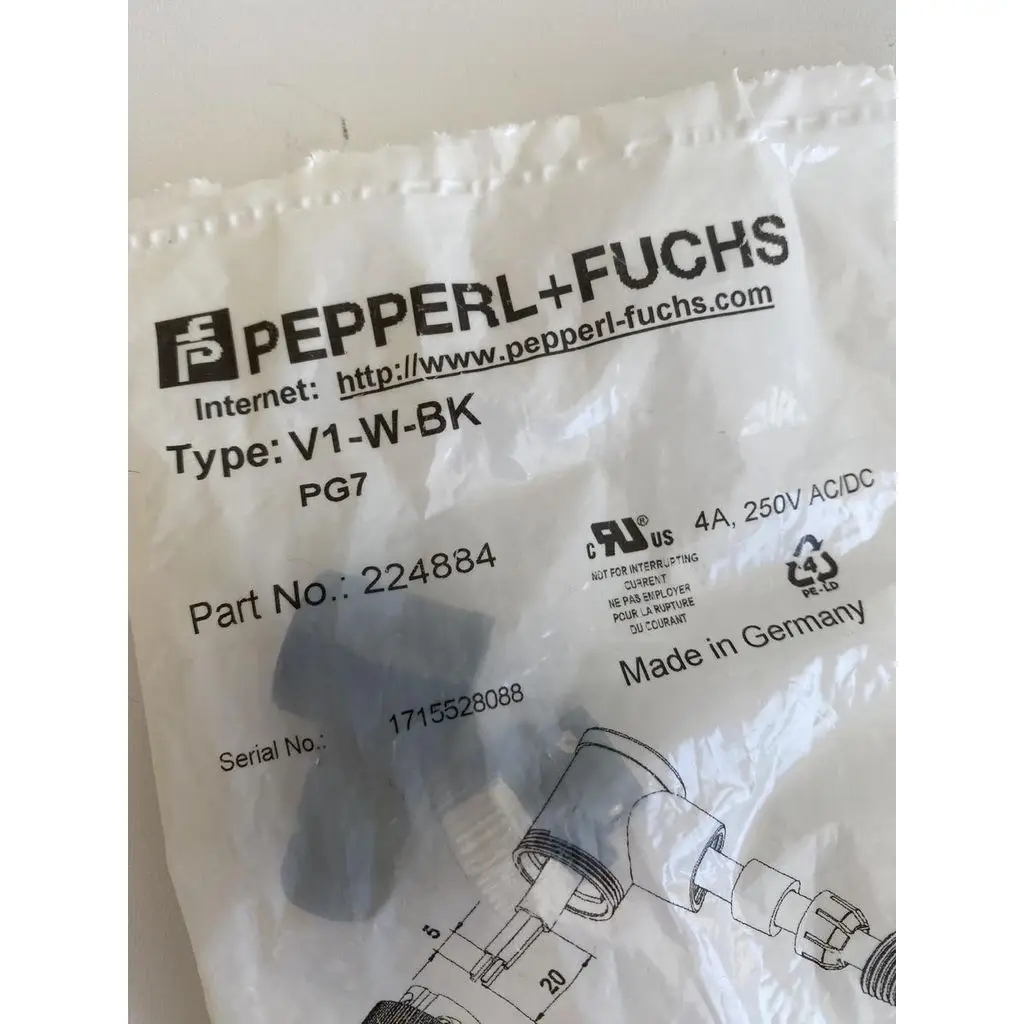 PEPPERL+FUCHS
Internet: http://www.pepperl-fuchs.com
Type: V1-W-BK
PG7
Part No.: 224884
Serial No.: 1715528088
c RU ® US 4A, 250V AC/DC
NOT FOR INTERRUPTING
CURRENT
NE PAS EMPLOYER
POUR LA RUPTURE
DU COURANT
4
PE-LD
Made in Germany
5
20